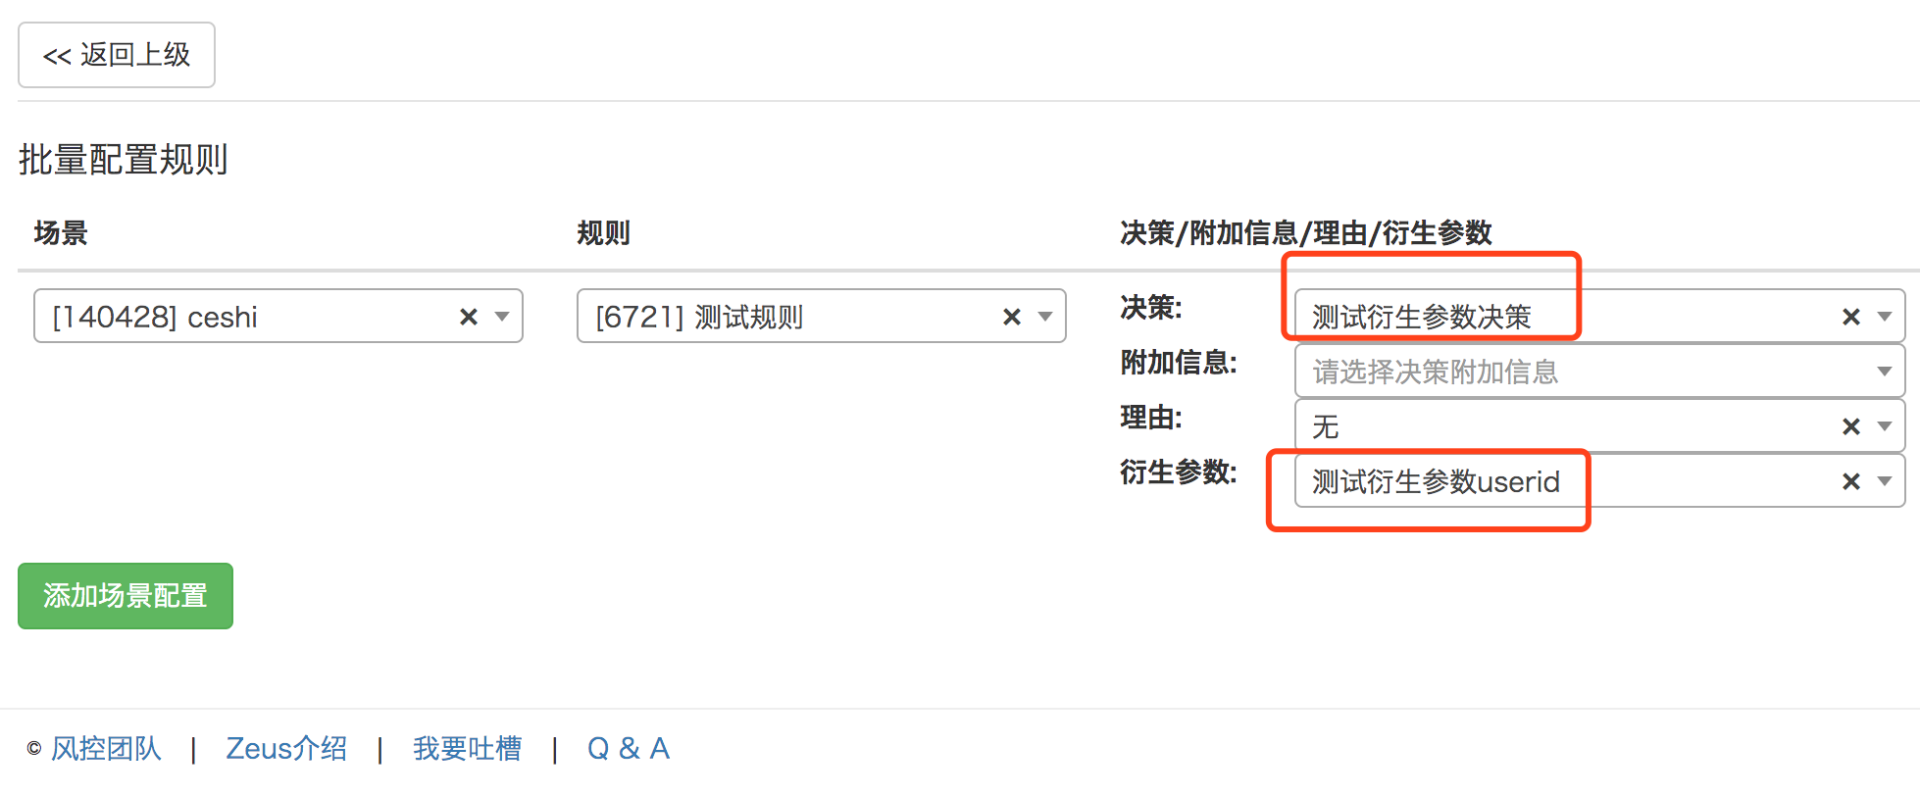 << 返回上级
批量配置规则
场景 规则 决策/附加信息/理由/衍生参数
[140428] ceshi × [6721] 测试规则 × 决策: 测试衍生参数决策 ×
附加信息: 请选择决策附加信息
理由: 无 ×
衍生参数: 测试衍生参数userid ×
添加场景配置
© 风控团队 | Zeus介绍 | 我要吐槽 | Q & A